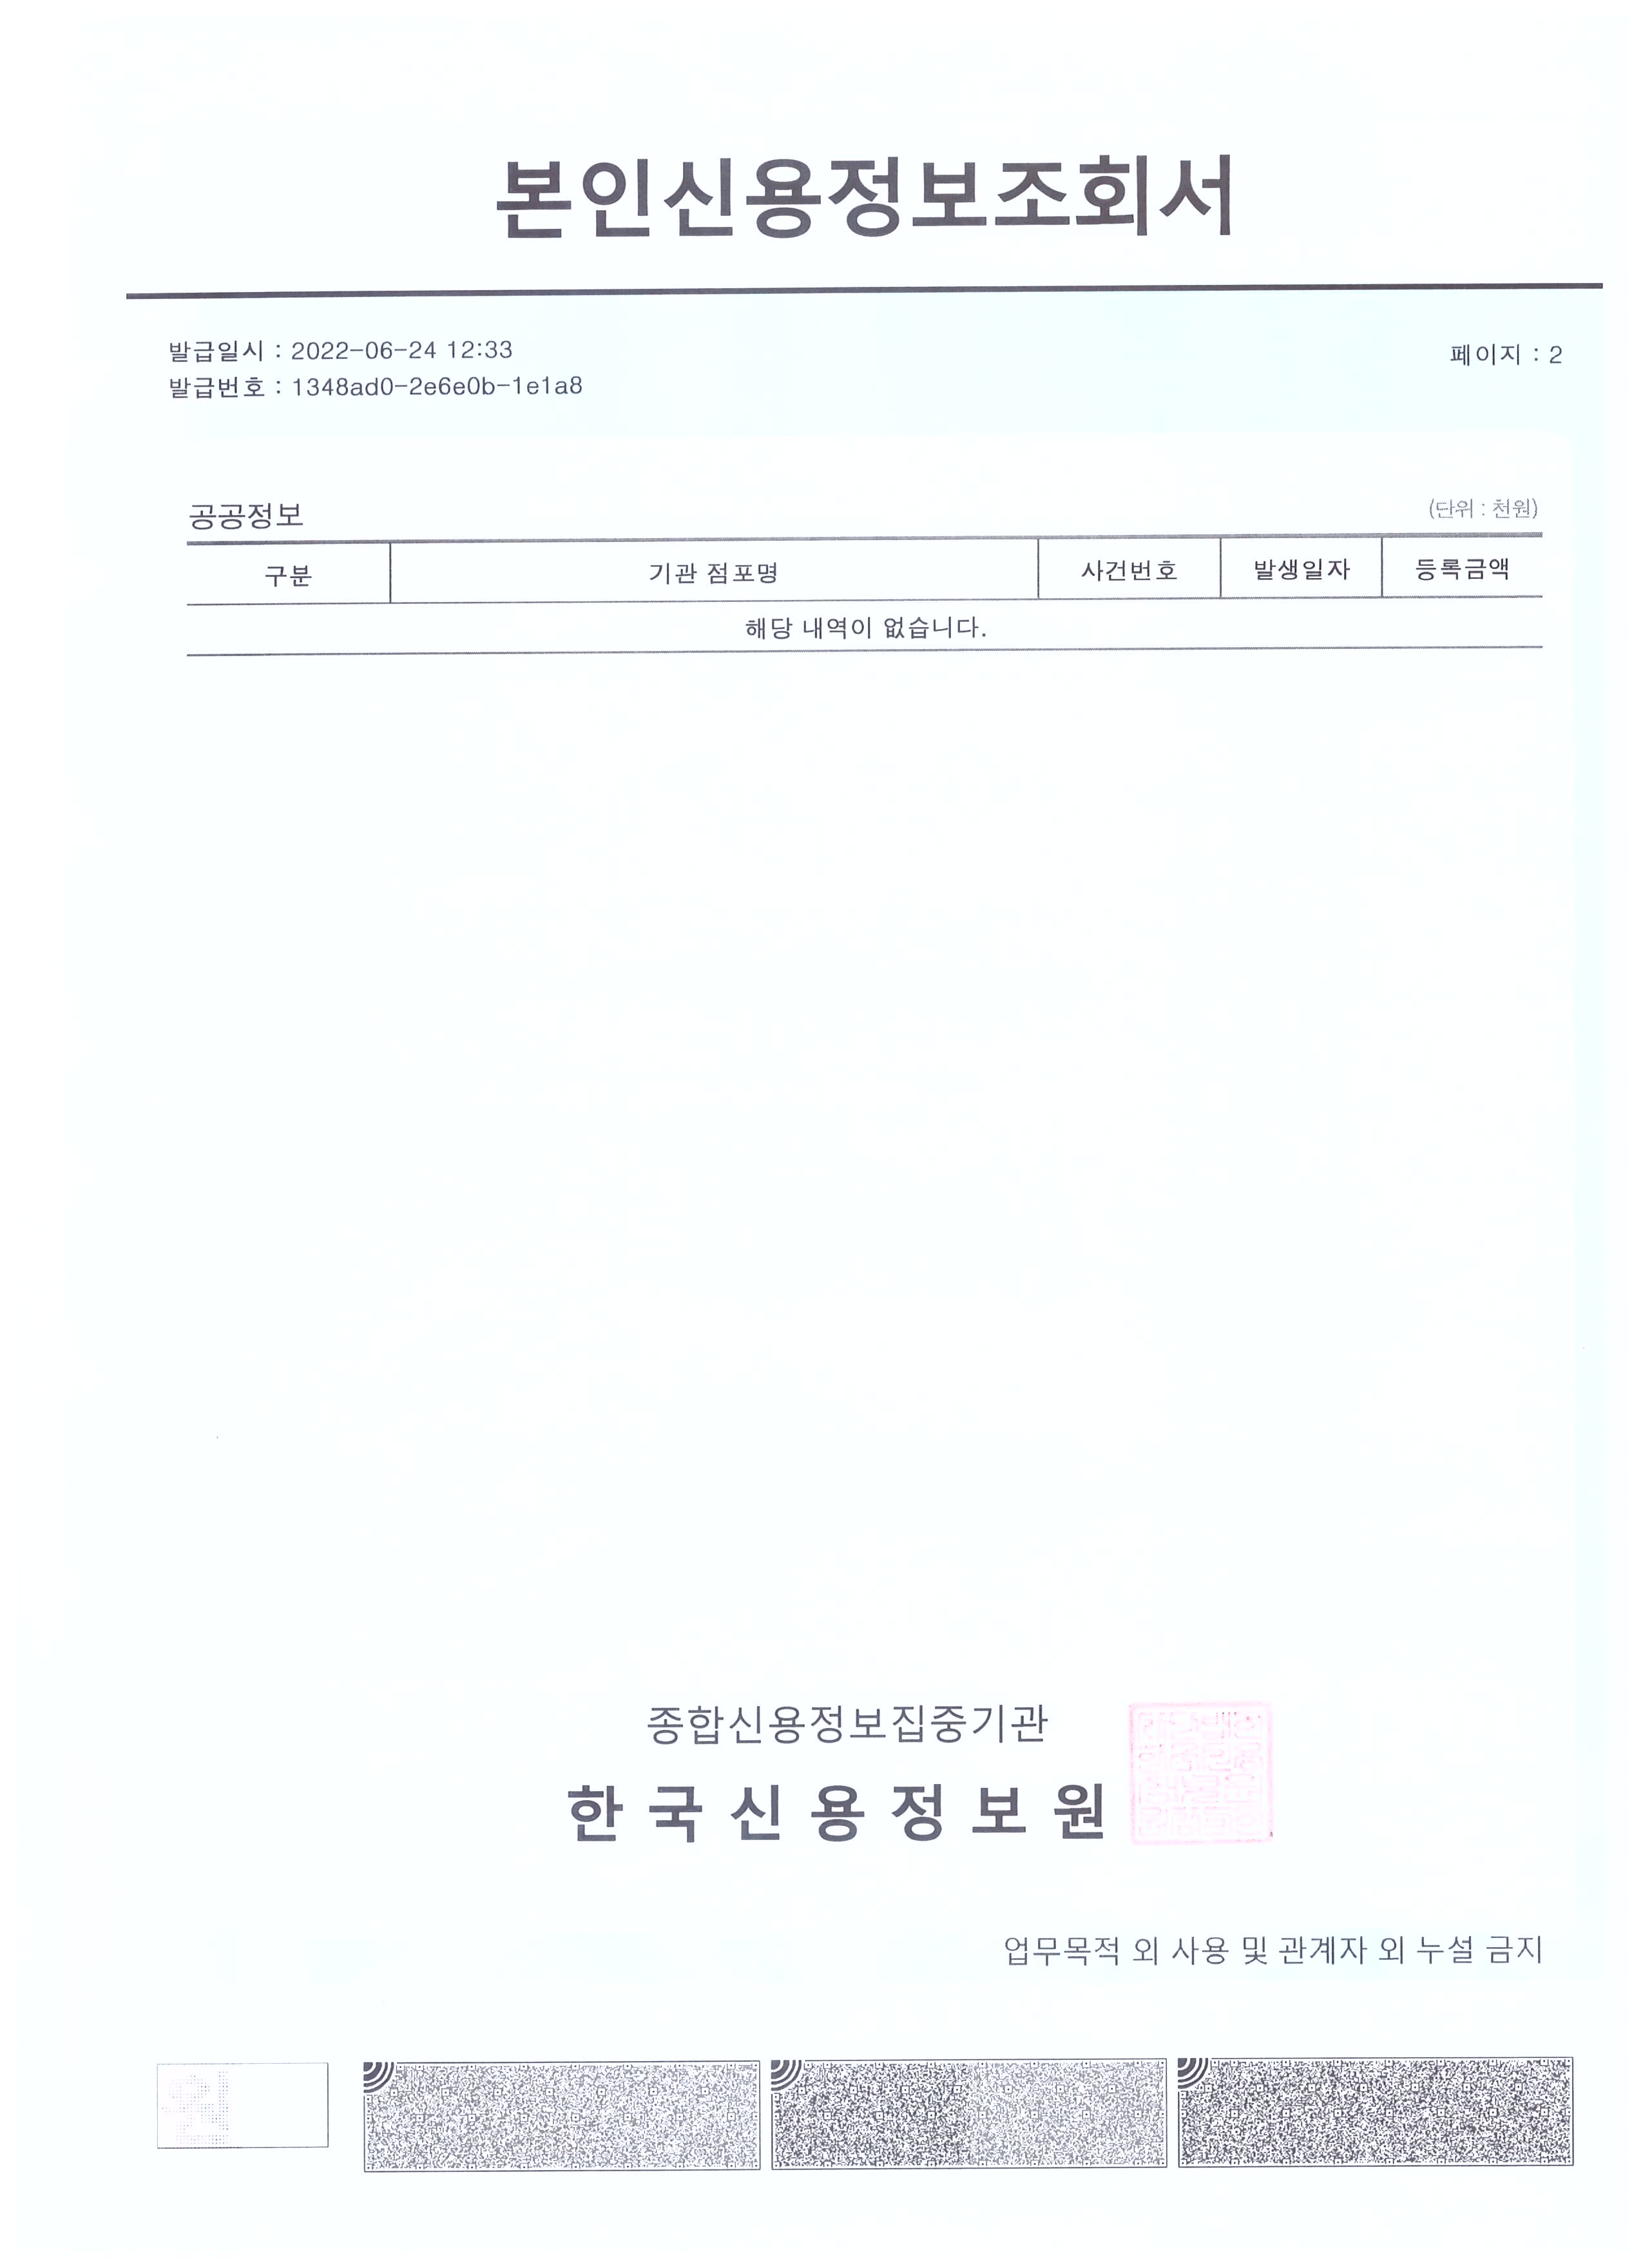 본인신용정보조회서
발급일시 : 2022-06-24 12:33
페이지 : 2
발급번호 : 1348ad0-2e6e0b-1e1a8
공공정보
(단위 : 천원)
구분 기관 점포명 사건번호 발생일자 등록금액
해당 내역이 없습니다.
종합신용정보집중기관
한국신용정보원
업무목적 외 사용 및 관계자 외 누설 금지